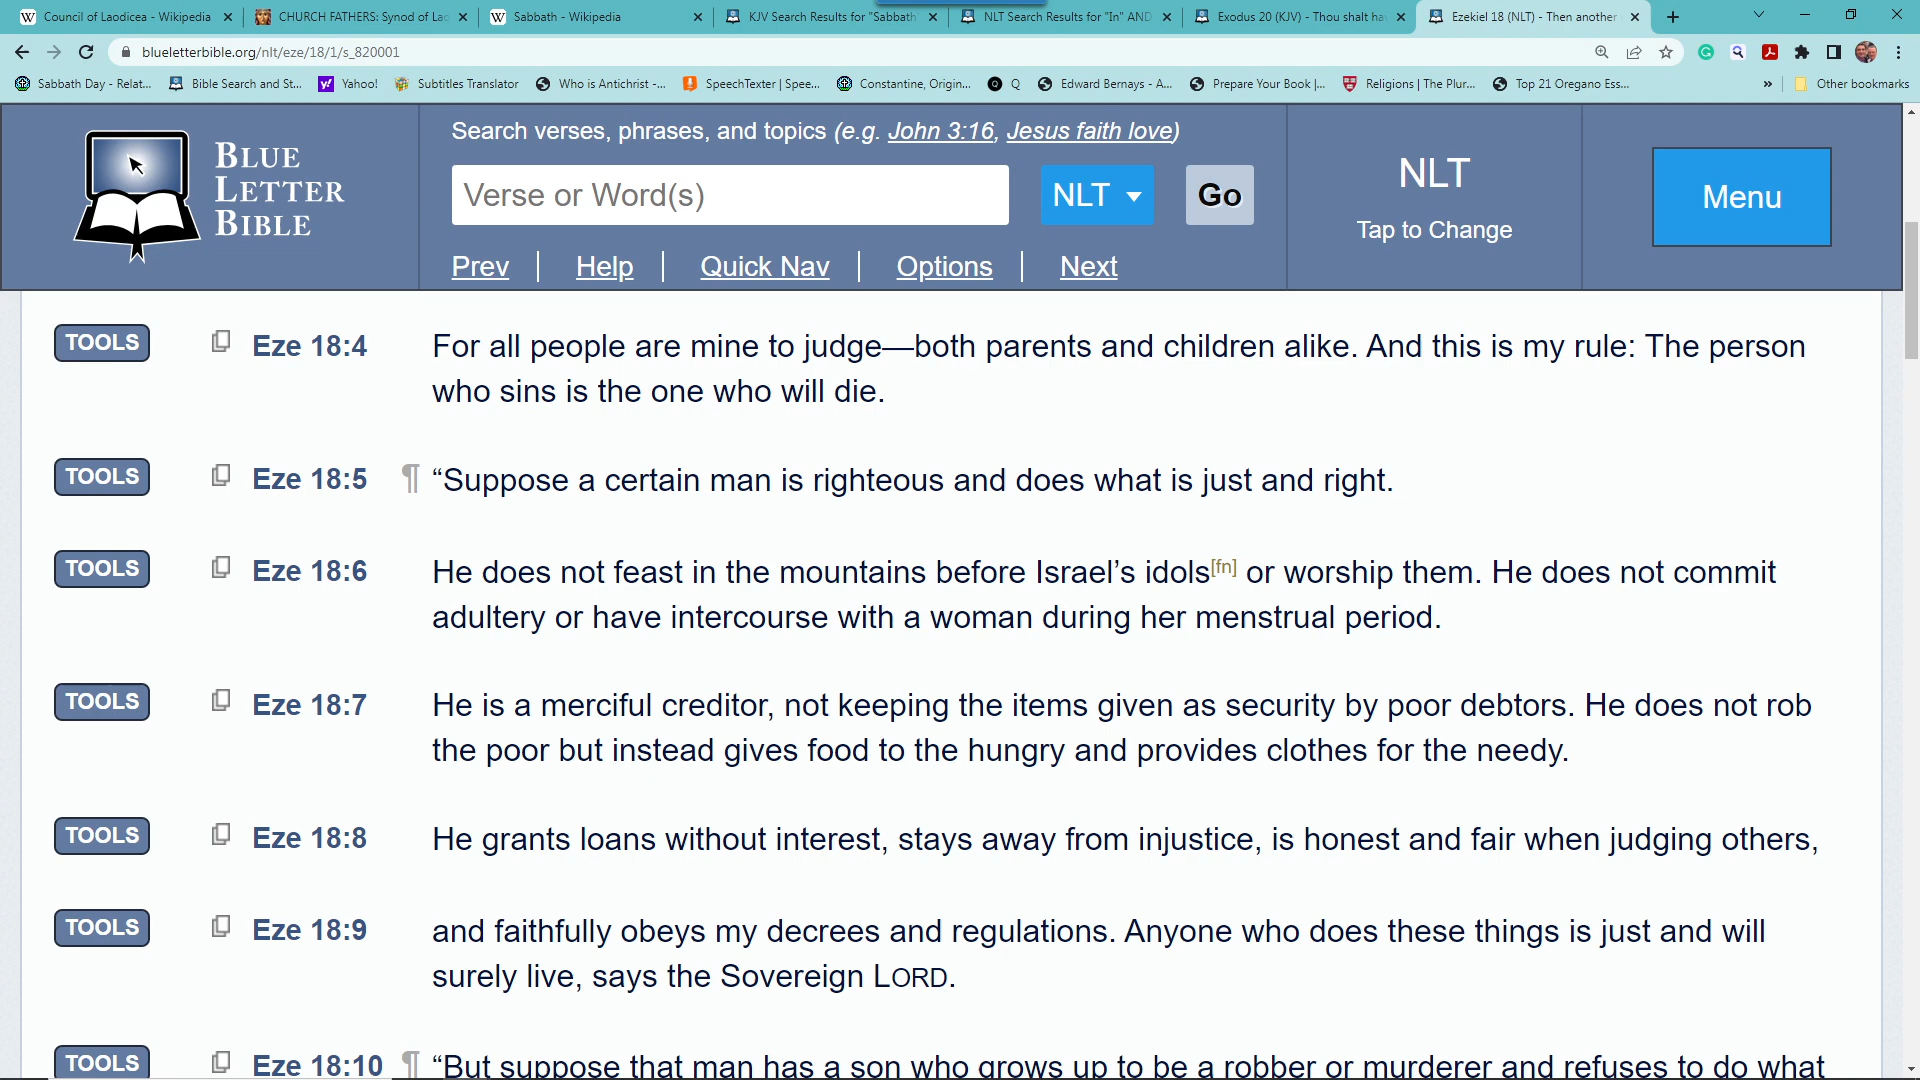 Council of Laodicea - Wikipedia
CHURCH FATHERS: Synod of Lao
Sabbath - Wikipedia
KJV Search Results for "Sabbath"
NLT Search Results for "In" AND
Exodus 20 (KJV) - Thou shalt ha
Ezekiel 18 (NLT) - Then another
blueletterbible.org/nlt/eze/18/1/s_820001
Sabbath Day - Relat...
Bible Search and St...
Yahoo!
Subtitles Translator
Who is Antichrist -...
SpeechTexter | Spee...
Constantine, Origin...
Q
Edward Bernays - A...
Prepare Your Book |...
Religions | The Plur...
Top 21 Oregano Ess...
»
Other bookmarks
BLUE
LETTER
BIBLE
Search verses, phrases, and topics (e.g. John 3:16, Jesus faith love)
Verse or Word(s)
NLT
Go
Prev | Help | Quick Nav | Options | Next
NLT
Tap to Change
Menu
TOOLS Eze 18:4 For all people are mine to judge—both parents and children alike. And this is my rule: The person
who sins is the one who will die.
TOOLS Eze 18:5 ¶ “Suppose a certain man is righteous and does what is just and right.
TOOLS Eze 18:6 He does not feast in the mountains before Israel’s idols[fn] or worship them. He does not commit
adultery or have intercourse with a woman during her menstrual period.
TOOLS Eze 18:7 He is a merciful creditor, not keeping the items given as security by poor debtors. He does not rob
the poor but instead gives food to the hungry and provides clothes for the needy.
TOOLS Eze 18:8 He grants loans without interest, stays away from injustice, is honest and fair when judging others,
TOOLS Eze 18:9 and faithfully obeys my decrees and regulations. Anyone who does these things is just and will
surely live, says the Sovereign LORD.
TOOLS Eze 18:10 ¶ “But suppose that man has a son who grows up to be a robber or murderer and refuses to do what